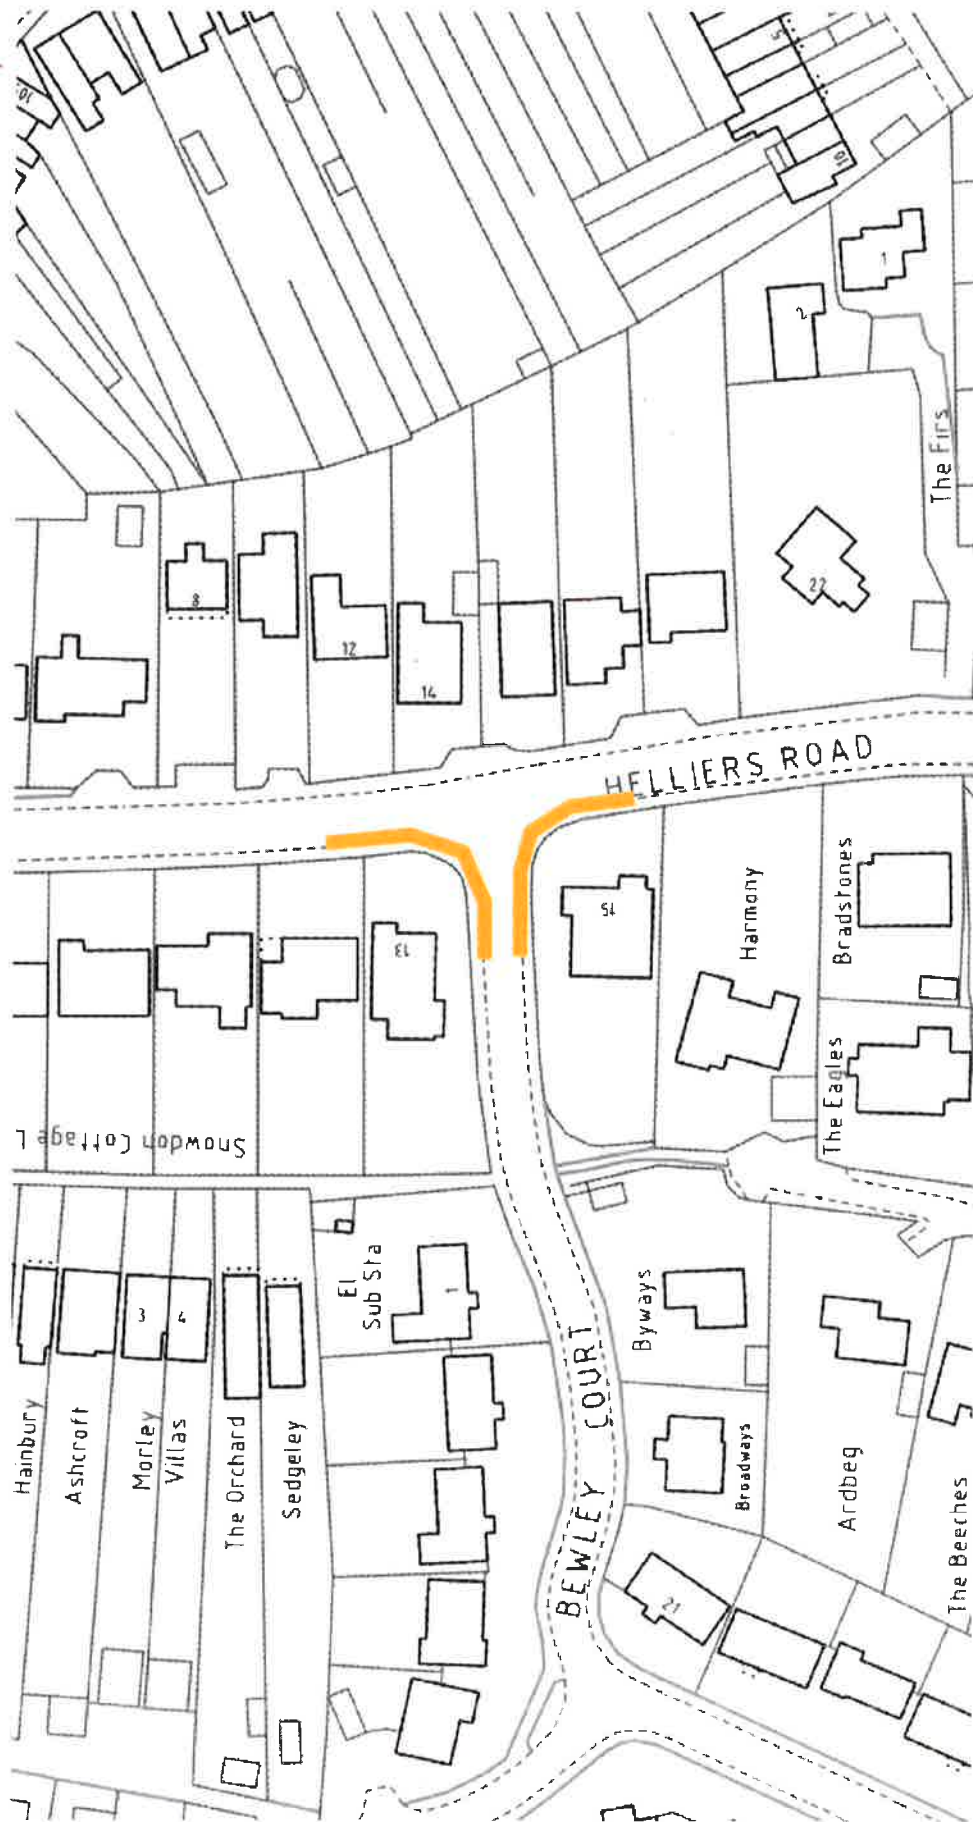 10
5
10
1
2
The Firs
22
8
12
14
HELLIERS ROAD
15
13
Harmony
Bradstones
The Eagles
Snowdon Cottage L
El
Sub Sta
1
3
4
Byways
Hainbury
Ashcroft
Morley
Villas
The Orchard
Sedgeley
BEWLEY COURT
Broadways
Ardbeg
The Beeches
21